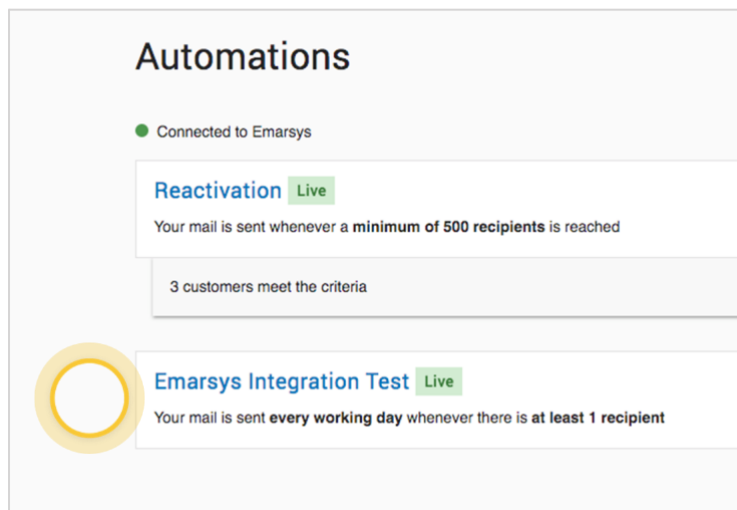 Automations
Connected to Emarsys
Reactivation Live
Your mail is sent whenever a minimum of 500 recipients is reached
3 customers meet the criteria
Emarsys Integration Test Live
Your mail is sent every working day whenever there is at least 1 recipient